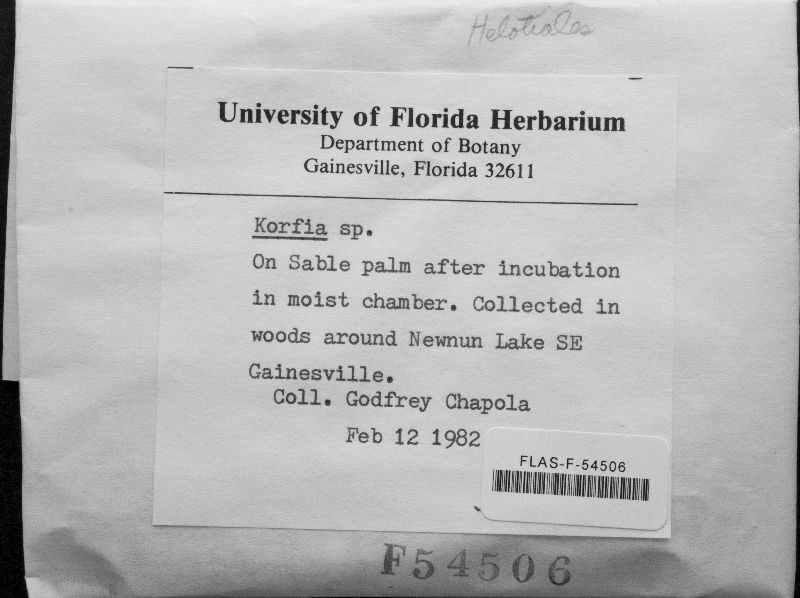 Helotiales
University of Florida Herbarium
Department of Botany
Gainesville, Florida 32611
Korfia sp.
On Sable palm after incubation
in moist chamber. Collected in
woods around Newnun Lake SE
Gainesville.
Coll. Godfrey Chapola
Feb 12 1982
FLAS-F-54506
F54506